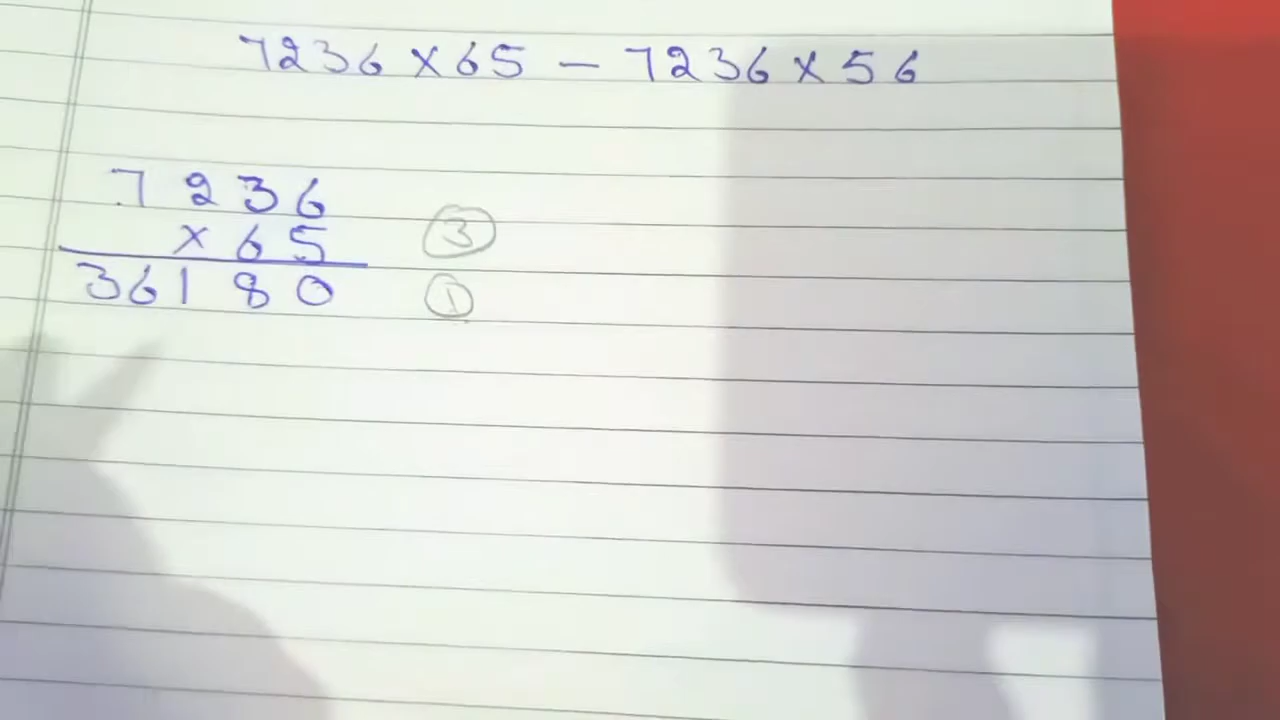 7236 × 65 — 7236 × 56
7236
× 65 ③
36180 ①